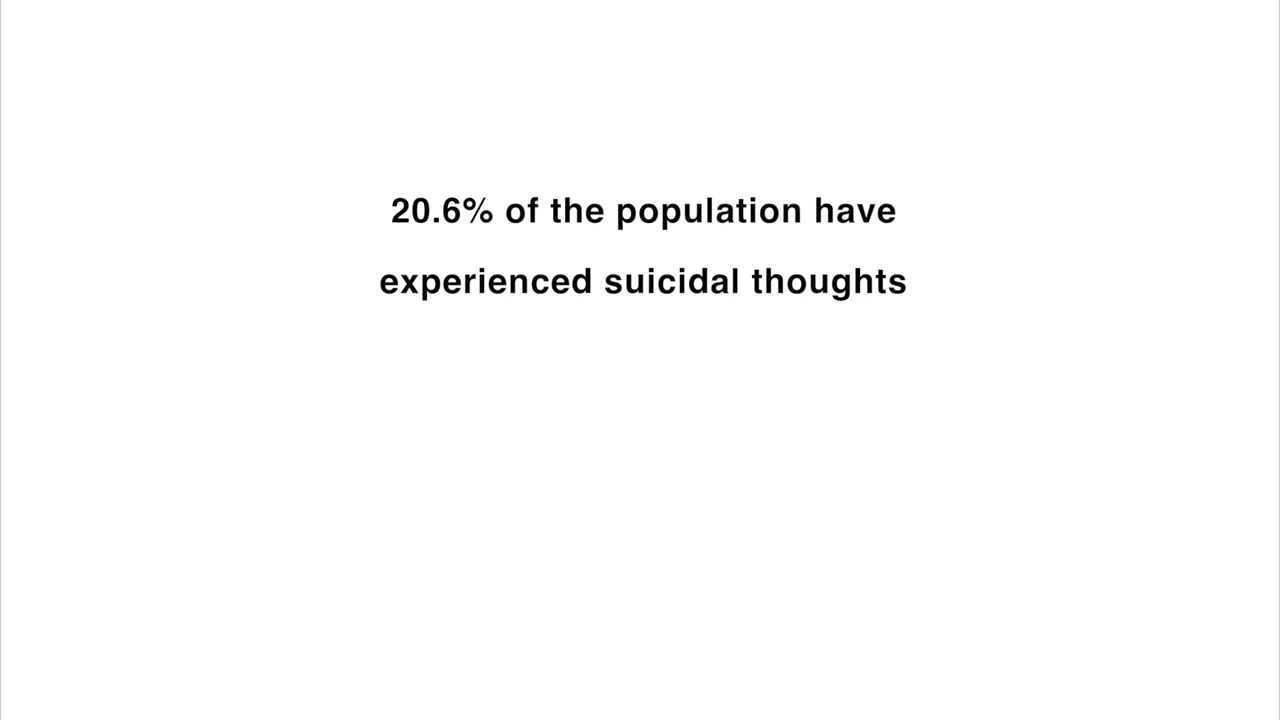 20.6% of the population have
experienced suicidal thoughts